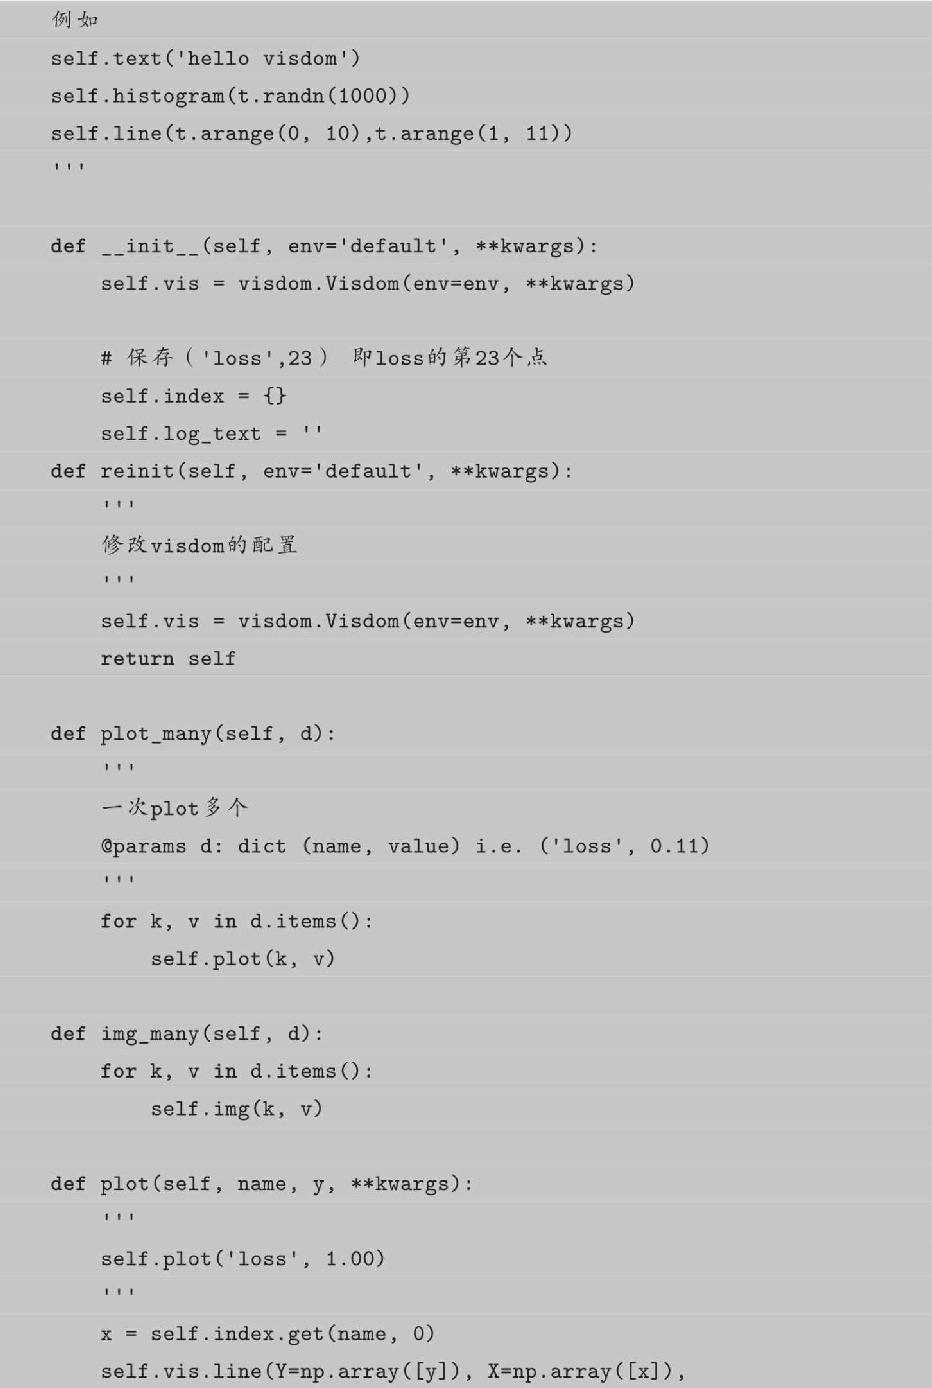 例如
self.text('hello visdom')
self.histogram(t.randn(1000))
self.line(t.arange(0, 10),t.arange(1, 11))
'''
def __init__(self, env='default', **kwargs):
self.vis = visdom.Visdom(env=env, **kwargs)
# 保存（'loss',23） 即loss的第23个点
self.index = {}
self.log_text = ''
def reinit(self, env='default', **kwargs):
'''
修改visdom的配置
'''
self.vis = visdom.Visdom(env=env, **kwargs)
return self
def plot_many(self, d):
'''
一次plot多个
@params d: dict (name, value) i.e. ('loss', 0.11)
'''
for k, v in d.items():
self.plot(k, v)
def img_many(self, d):
for k, v in d.items():
self.img(k, v)
def plot(self, name, y, **kwargs):
'''
self.plot('loss', 1.00)
'''
x = self.index.get(name, 0)
self.vis.line(Y=np.array([y]), X=np.array([x]),